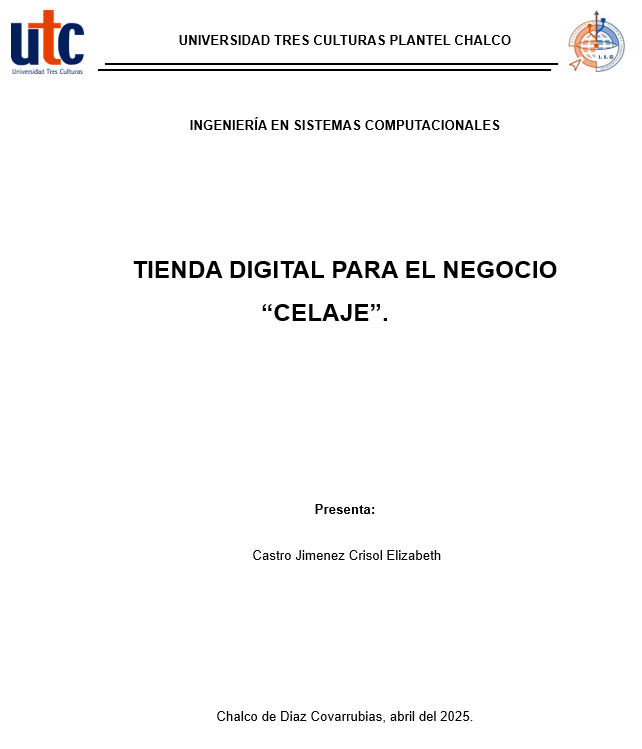 utc
Universidad Tres Culturas
UNIVERSIDAD TRES CULTURAS PLANTEL CHALCO
I.S.C
INGENIERÍA EN SISTEMAS COMPUTACIONALES
TIENDA DIGITAL PARA EL NEGOCIO
“CELAJE”.
Presenta:
Castro Jimenez Crisol Elizabeth
Chalco de Diaz Covarrubias, abril del 2025.